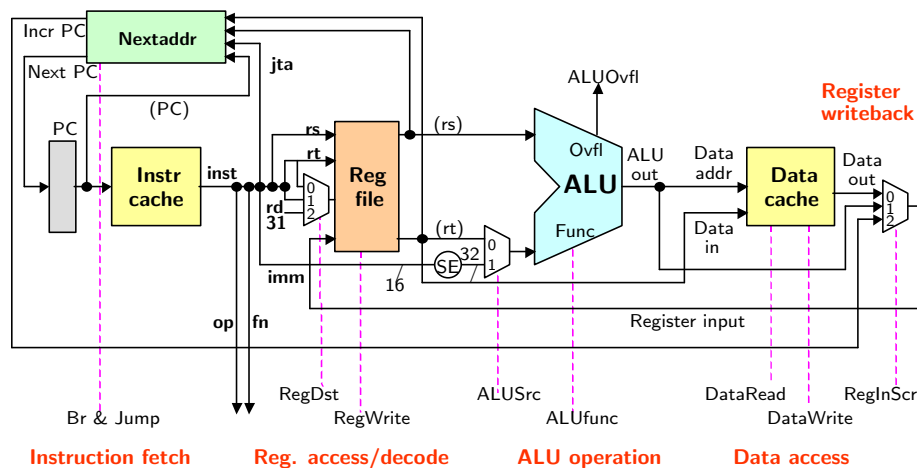 Incr PC
Nextaddr
Next PC
jta
(PC)
PC
Instr
cache
inst
rs
rt
0
1
2
rd
31
imm
Reg
file
(rs)
(rt)
16
SE
32
0
1
ALUOvfl
Ovfl
ALU
Func
ALU
out
Data
addr
Data
in
Data
cache
Register
writeback
Data
out
0
1
2
op
fn
Register input
RegDst
ALUSrc
DataRead
RegInScr
Br & Jump
RegWrite
ALUfunc
DataWrite
Instruction fetch
Reg. access/decode
ALU operation
Data access